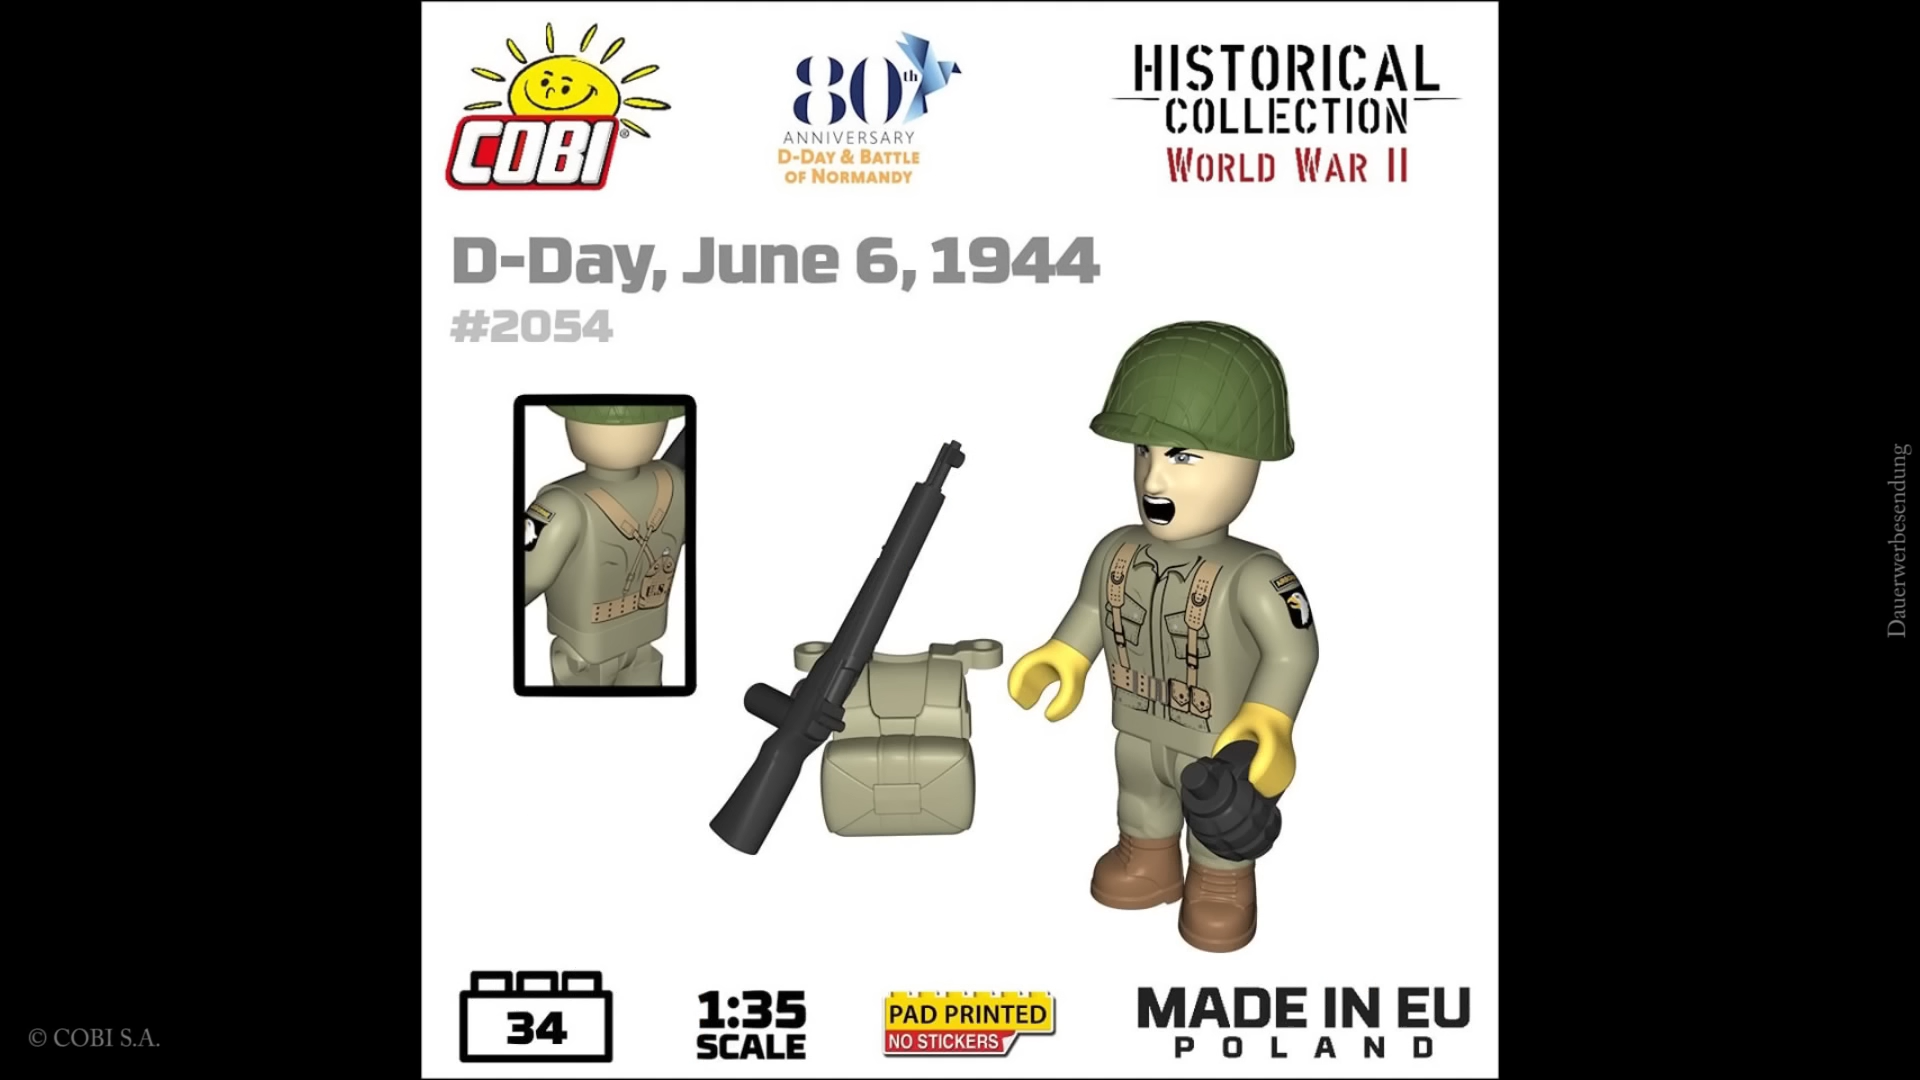 COBI®
80th
ANNIVERSARY
D-DAY & BATTLE
OF NORMANDY
HISTORICAL
COLLECTION
WORLD WAR II
D-Day, June 6, 1944
#2054
U.S.
34
1:35
SCALE
PAD PRINTED
NO STICKERS
MADE IN EU
POLAND
© COBI S.A.
Dauerwerbesendung